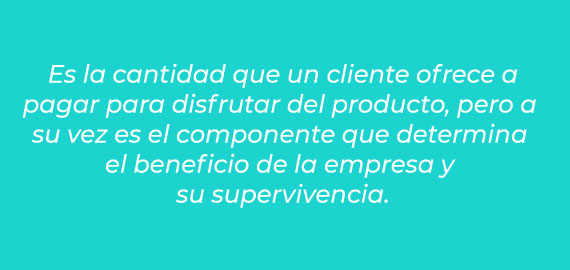 Es la cantidad que un cliente ofrece a
pagar para disfrutar del producto, pero a
su vez es el componente que determina
el beneficio de la empresa y
su supervivencia.